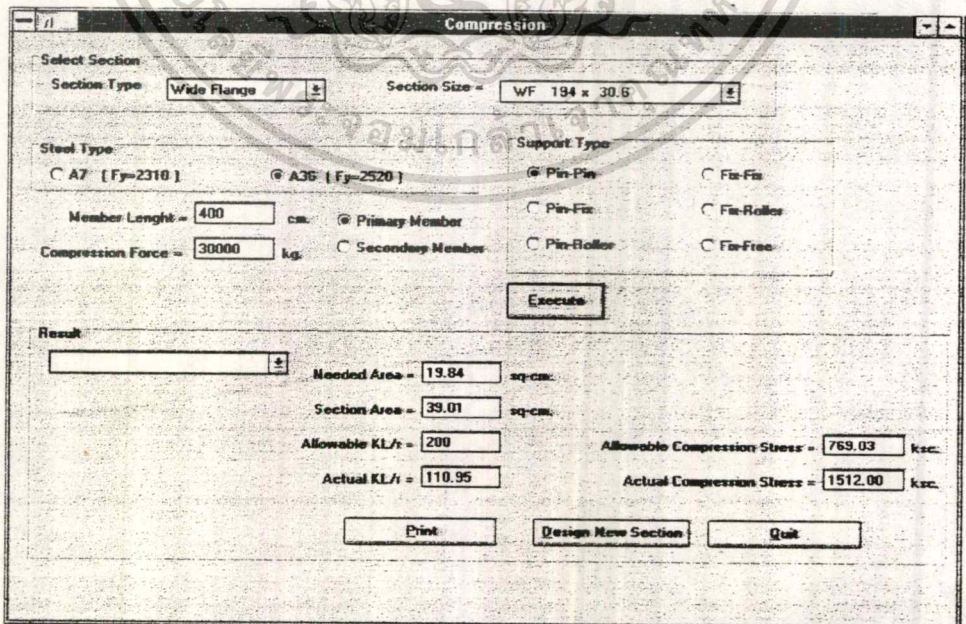 Compression
Select Section
Section Type Wide Flange Section Size = WF 194 x 30.6
Steel Type
A7 [ Fy=2310 ] A36 [ Fy=2520 ]
Support Type
Pin-Pin Fix-Fix
Pin-Fix Fix-Roller
Pin-Roller Fix-Free
Member Lenght = 400 cm. Primary Member
Compression Force = 30000 kg. Secondary Member
Execute
Result
Needed Area = 19.84 sq-cm.
Section Area = 39.01 sq-cm.
Allowable KL/r = 200 Allowable Compression Stress = 769.03 ksc.
Actual KL/r = 110.95 Actual Compression Stress = 1512.00 ksc.
Print Design New Section Quit